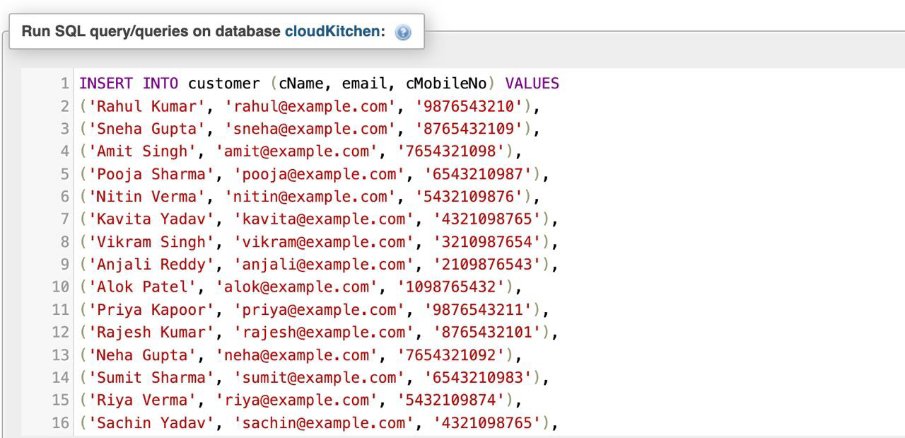 Run SQL query/queries on database cloudKitchen:
1 INSERT INTO customer (cName, email, cMobileNo) VALUES
2 ('Rahul Kumar', 'rahul@example.com', '9876543210'),
3 ('Sneha Gupta', 'sneha@example.com', '8765432109'),
4 ('Amit Singh', 'amit@example.com', '7654321098'),
5 ('Pooja Sharma', 'pooja@example.com', '6543210987'),
6 ('Nitin Verma', 'nitin@example.com', '5432109876'),
7 ('Kavita Yadav', 'kavita@example.com', '4321098765'),
8 ('Vikram Singh', 'vikram@example.com', '3210987654'),
9 ('Anjali Reddy', 'anjali@example.com', '2109876543'),
10 ('Alok Patel', 'alok@example.com', '1098765432'),
11 ('Priya Kapoor', 'priya@example.com', '9876543211'),
12 ('Rajesh Kumar', 'rajesh@example.com', '8765432101'),
13 ('Neha Gupta', 'neha@example.com', '7654321092'),
14 ('Sumit Sharma', 'sumit@example.com', '6543210983'),
15 ('Riya Verma', 'riya@example.com', '5432109874'),
16 ('Sachin Yadav', 'sachin@example.com', '4321098765'),